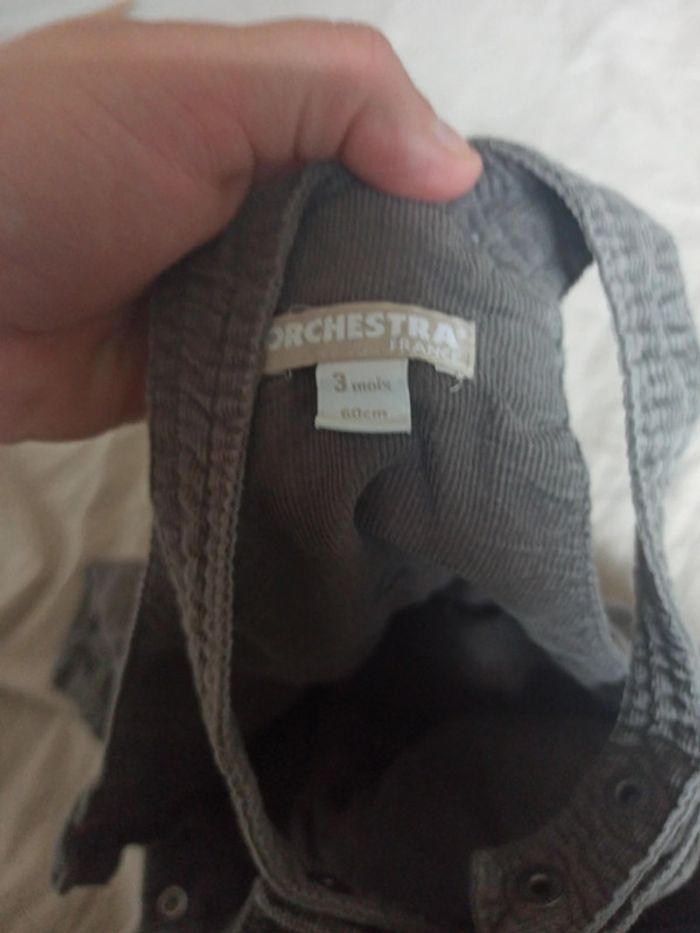 ORCHESTRA
FRANCE
3 mois
60cm